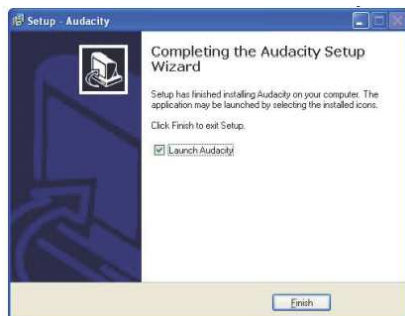 Setup - Audacity
Completing the Audacity Setup
Wizard
Setup has finished installing Audacity on your computer. The
application may be launched by selecting the installed icons.
Click Finish to exit Setup.
Launch Audacity
Finish